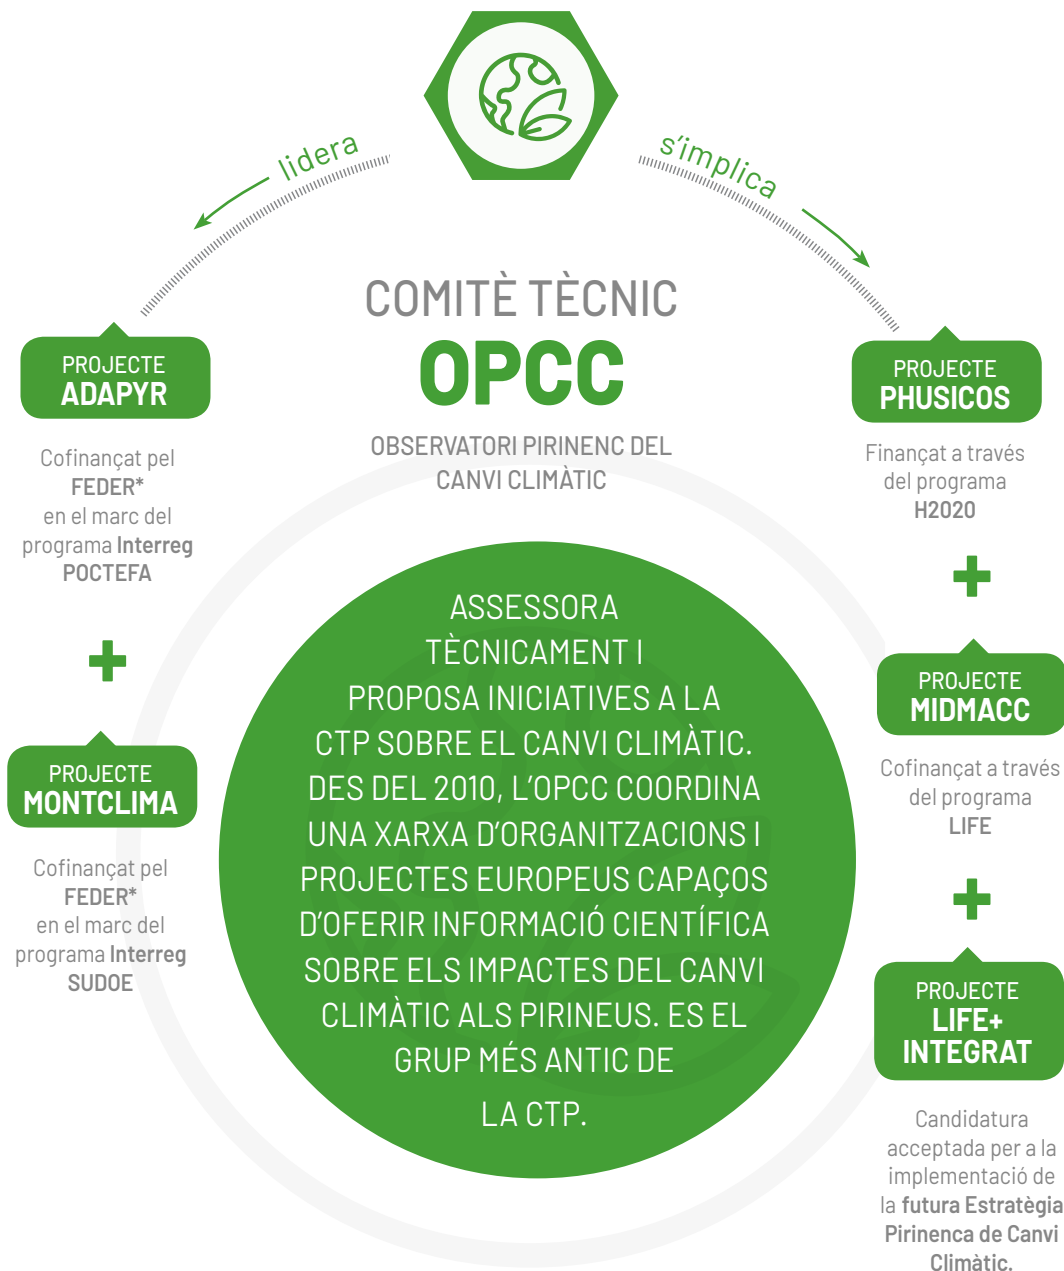 lidera
s'implica
COMITÈ TÈCNIC
OPCC
OBSERVATORI PIRINENC DEL
CANVI CLIMÀTIC
PROJECTE
ADAPYR
Cofinançat pel
FEDER*
en el marc del
programa Interreg
POCTEFA
+
PROJECTE
MONTCLIMA
Cofinançat pel
FEDER*
en el marc del
programa Interreg
SUDOE
ASSESSORA
TÈCNICAMENT I
PROPOSA INICIATIVES A LA
CTP SOBRE EL CANVI CLIMÀTIC.
DES DEL 2010, L'OPCC COORDINA
UNA XARXA D'ORGANITZACIONS I
PROJECTES EUROPEUS CAPAÇOS
D'OFERIR INFORMACIÓ CIENTÍFICA
SOBRE ELS IMPACTES DEL CANVI
CLIMÀTIC ALS PIRINEUS. ES EL
GRUP MÉS ANTIC DE
LA CTP.
PROJECTE
PHUSICOS
Finançat a través
del programa
H2020
+
PROJECTE
MIDMACC
Cofinançat a través
del programa
LIFE
+
PROJECTE
LIFE+
INTEGRAT
Candidatura
acceptada per a la
implementació de
la futura Estratègia
Pirinenca de Canvi
Climàtic.